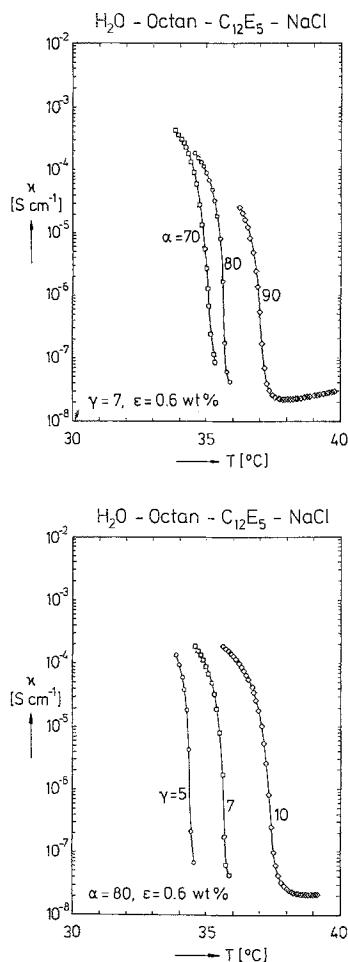 H₂O – Octan – C₁₂E₅ – NaCl
10⁻²
10⁻³
ϰ
[S cm⁻¹]
10⁻⁴
α = 70
80
90
10⁻⁵
10⁻⁶
10⁻⁷
γ = 7, ε = 0.6 wt %
10⁻⁸
30
35
40
T [°C]
H₂O – Octan – C₁₂E₅ – NaCl
10⁻²
10⁻³
ϰ
[S cm⁻¹]
10⁻⁴
10⁻⁵
10⁻⁶
γ = 5
7
10
10⁻⁷
α = 80, ε = 0.6 wt %
10⁻⁸
30
35
40
T [°C]